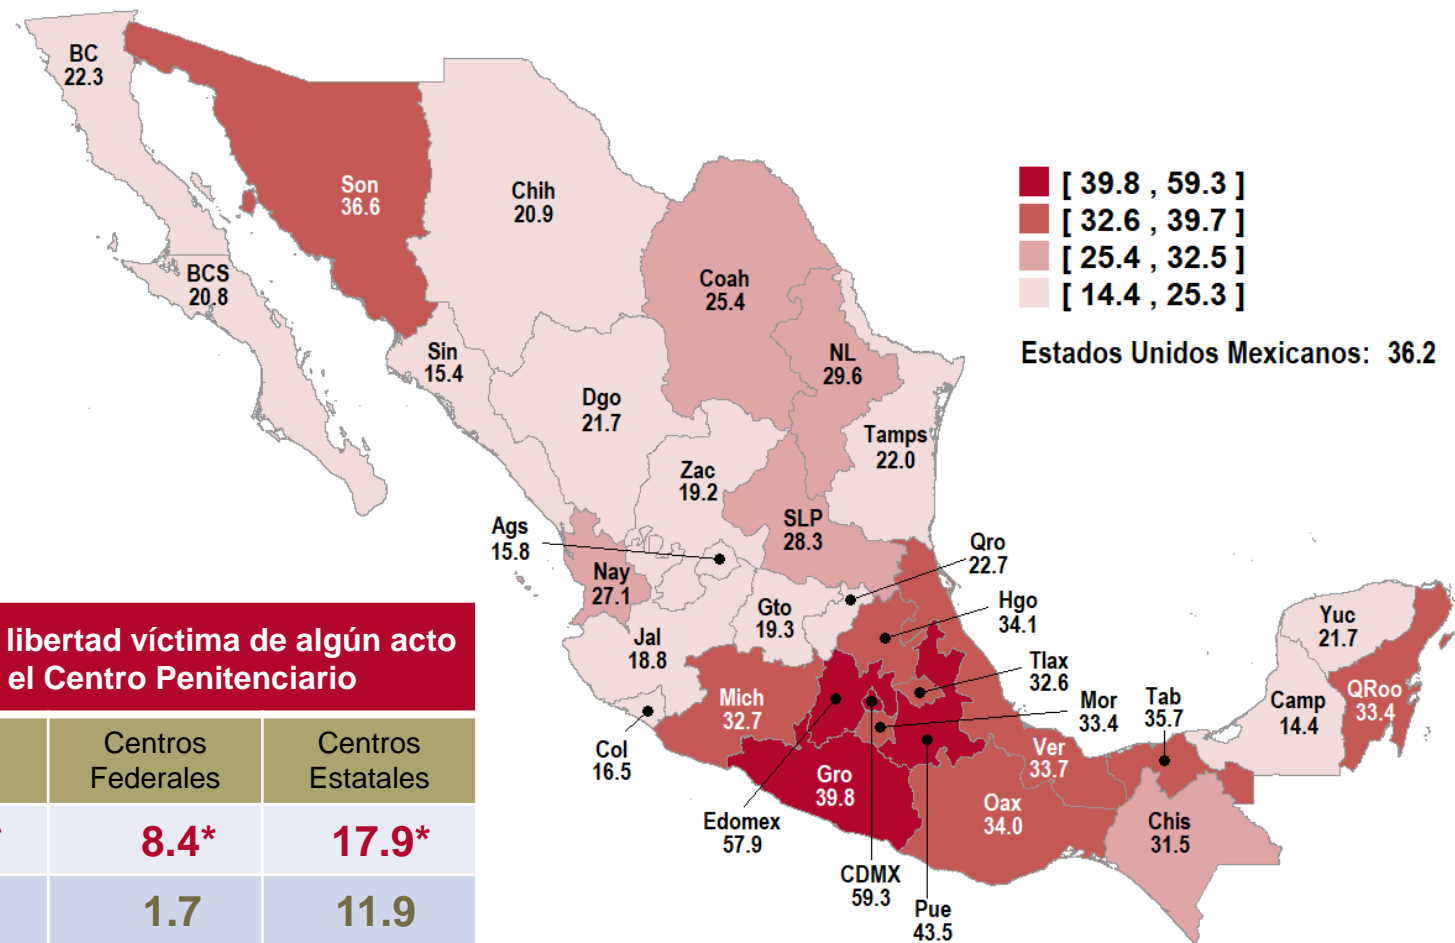 BC
22.3
Son
36.6
Chih
20.9
BCS
20.8
Coah
25.4
[ 39.8 , 59.3 ]
[ 32.6 , 39.7 ]
[ 25.4 , 32.5 ]
[ 14.4 , 25.3 ]
Estados Unidos Mexicanos: 36.2
Sin
15.4
NL
29.6
Dgo
21.7
Tamps
22.0
Zac
19.2
Ags
15.8
SLP
28.3
Qro
22.7
Nay
27.1
Gto
19.3
Hgo
34.1
Yuc
21.7
Jal
18.8
Tlax
32.6
Mich
32.7
Mor
33.4
Tab
35.7
Camp
14.4
QRoo
33.4
Col
16.5
Ver
33.7
Gro
39.8
Oax
34.0
Edomex
57.9
Chis
31.5
CDMX
59.3
Pue
43.5
libertad víctima de algún acto
el Centro Penitenciario
Centros
Federales
Centros
Estatales
8.4*
17.9*
1.7
11.9